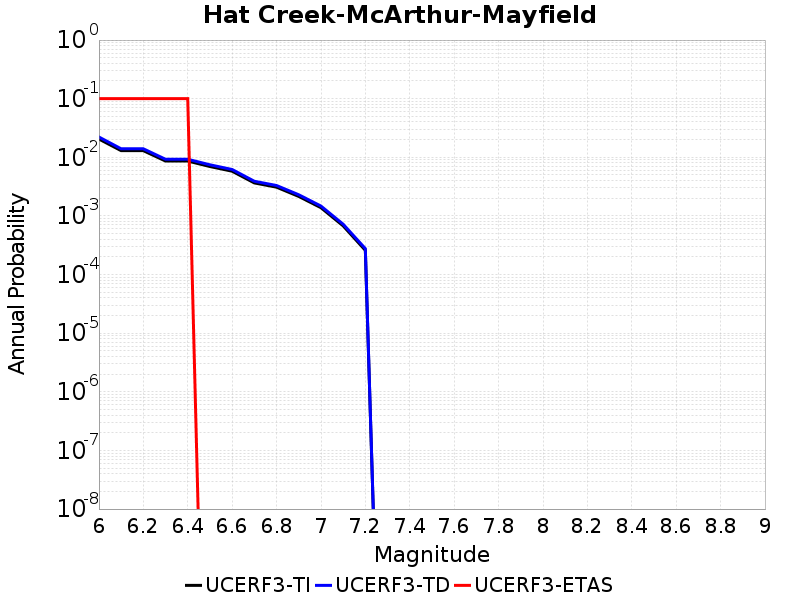 Hat Creek-McArthur-Mayfield
10^0
10^-1
10^-2
10^-3
10^-4
10^-5
10^-6
10^-7
10^-8
Annual Probability
6 6.2 6.4 6.6 6.8 7 7.2 7.4 7.6 7.8 8 8.2 8.4 8.6 8.8 9
Magnitude
UCERF3-TI UCERF3-TD UCERF3-ETAS